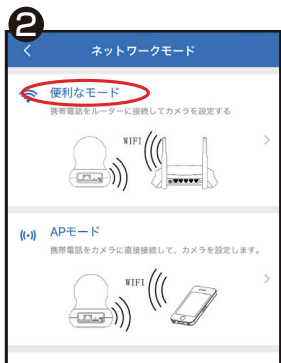 2
ネットワークモード
便利なモード
携帯電話をルーターに接続してカメラを設定する
WIFI
APモード
携帯電話をカメラに直接接続して、カメラを設定します。
WIFI